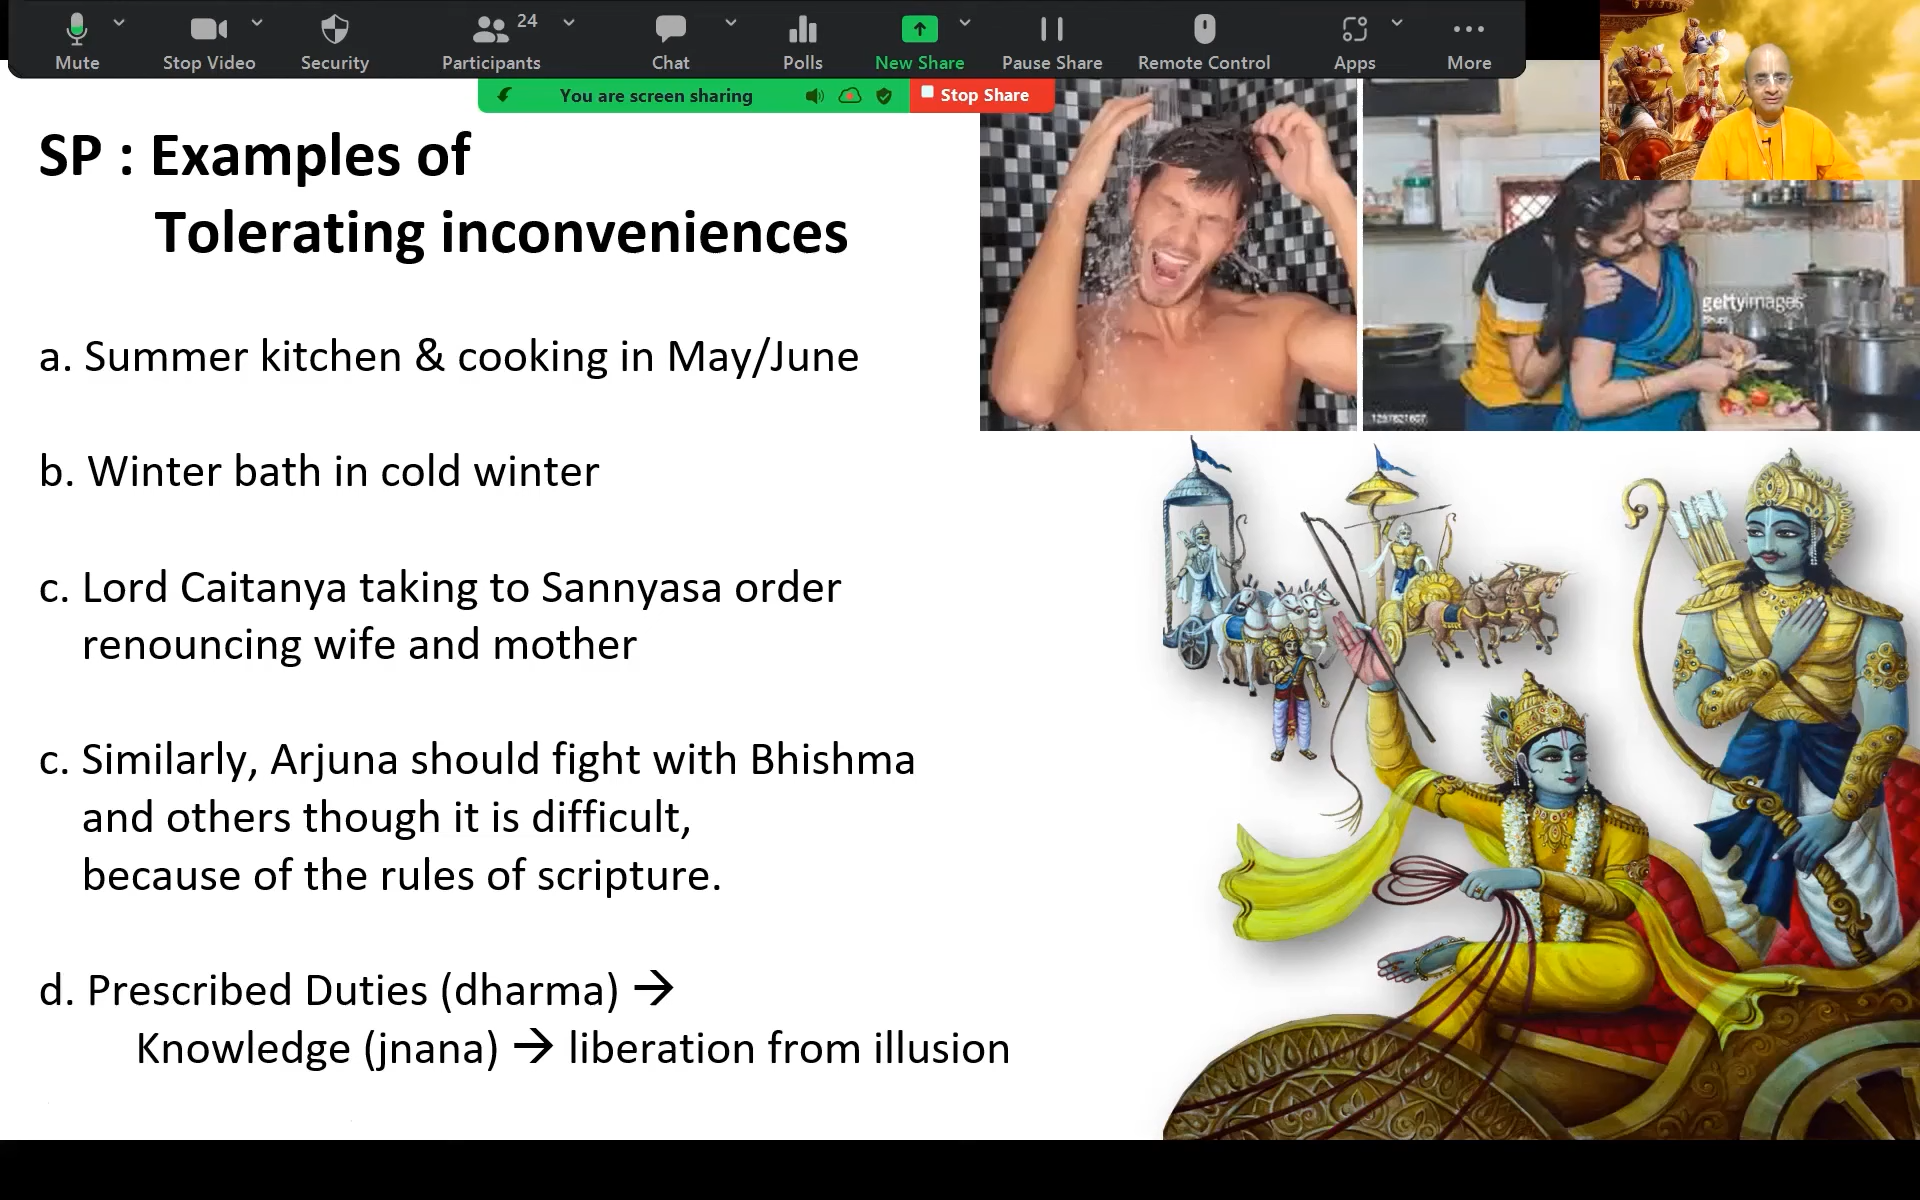 Mute
Stop Video
Security
Participants
24
Chat
Polls
New Share
Pause Share
Remote Control
Apps
More
You are screen sharing
Stop Share
SP : Examples of
Tolerating inconveniences
a. Summer kitchen & cooking in May/June
b. Winter bath in cold winter
c. Lord Caitanya taking to Sannyasa order
renouncing wife and mother
c. Similarly, Arjuna should fight with Bhishma
and others though it is difficult,
because of the rules of scripture.
d. Prescribed Duties (dharma) →
Knowledge (jnana) → liberation from illusion
gettyimages